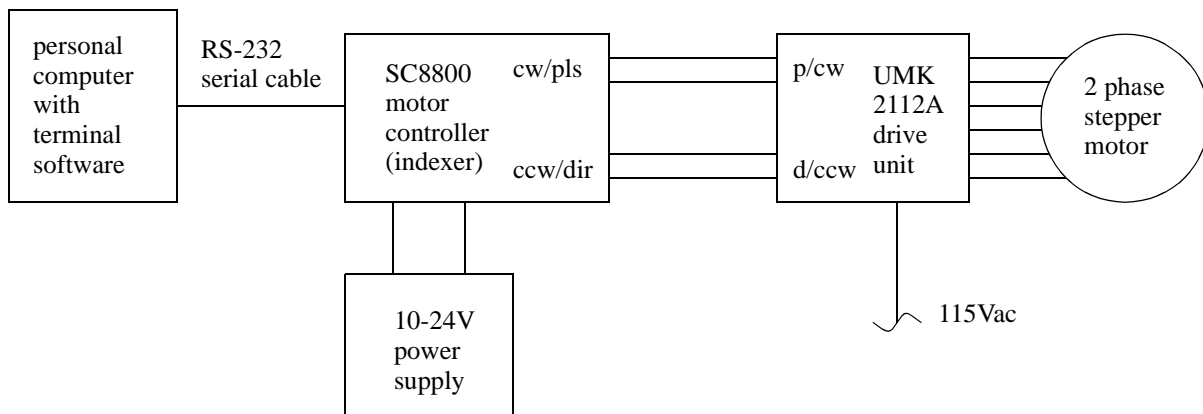 personal
computer
with
terminal
software
RS-232
serial cable
SC8800
motor
controller
(indexer)
cw/pls
ccw/dir
p/cw
d/ccw
UMK
2112A
drive
unit
2 phase
stepper
motor
10-24V
power
supply
115Vac